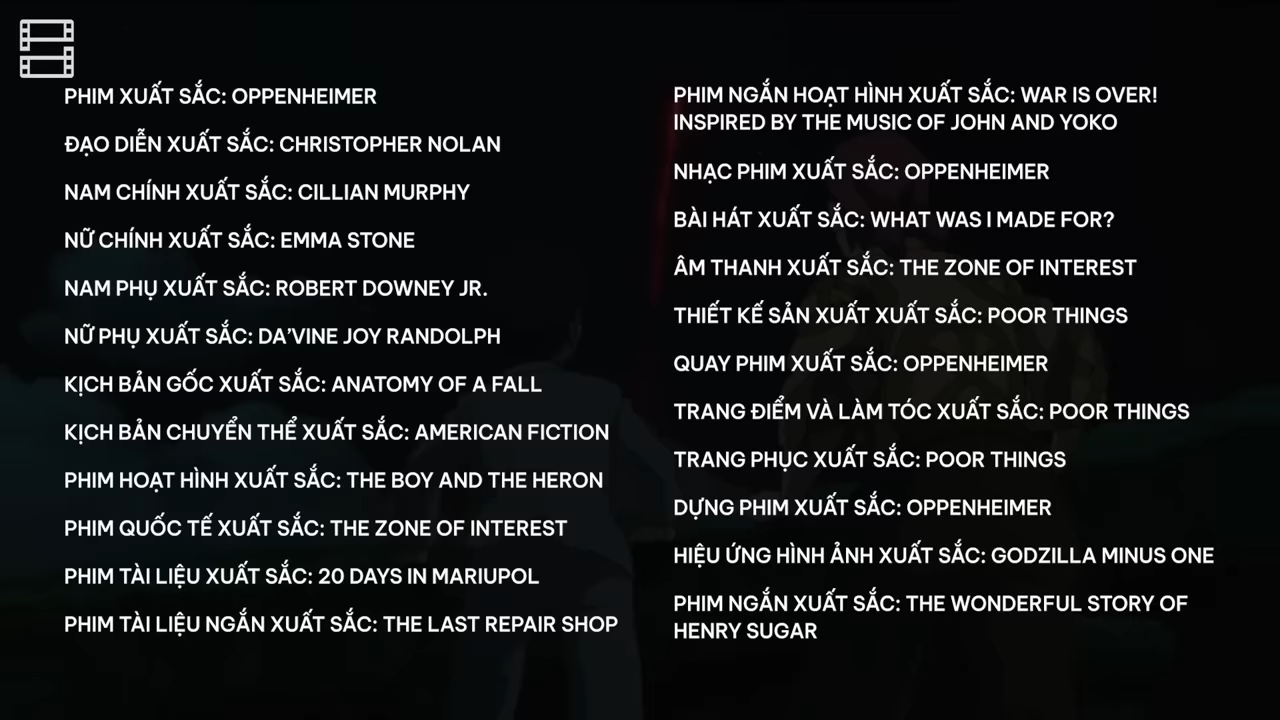 PHIM XUẤT SẮC: OPPENHEIMER
ĐẠO DIỄN XUẤT SẮC: CHRISTOPHER NOLAN
NAM CHÍNH XUẤT SẮC: CILLIAN MURPHY
NỮ CHÍNH XUẤT SẮC: EMMA STONE
NAM PHỤ XUẤT SẮC: ROBERT DOWNEY JR.
NỮ PHỤ XUẤT SẮC: DA’VINE JOY RANDOLPH
KỊCH BẢN GỐC XUẤT SẮC: ANATOMY OF A FALL
KỊCH BẢN CHUYỂN THỂ XUẤT SẮC: AMERICAN FICTION
PHIM HOẠT HÌNH XUẤT SẮC: THE BOY AND THE HERON
PHIM QUỐC TẾ XUẤT SẮC: THE ZONE OF INTEREST
PHIM TÀI LIỆU XUẤT SẮC: 20 DAYS IN MARIUPOL
PHIM TÀI LIỆU NGẮN XUẤT SẮC: THE LAST REPAIR SHOP
PHIM NGẮN HOẠT HÌNH XUẤT SẮC: WAR IS OVER!
INSPIRED BY THE MUSIC OF JOHN AND YOKO
NHẠC PHIM XUẤT SẮC: OPPENHEIMER
BÀI HÁT XUẤT SẮC: WHAT WAS I MADE FOR?
ÂM THANH XUẤT SẮC: THE ZONE OF INTEREST
THIẾT KẾ SẢN XUẤT XUẤT SẮC: POOR THINGS
QUAY PHIM XUẤT SẮC: OPPENHEIMER
TRANG ĐIỂM VÀ LÀM TÓC XUẤT SẮC: POOR THINGS
TRANG PHỤC XUẤT SẮC: POOR THINGS
DỰNG PHIM XUẤT SẮC: OPPENHEIMER
HIỆU ỨNG HÌNH ẢNH XUẤT SẮC: GODZILLA MINUS ONE
PHIM NGẮN XUẤT SẮC: THE WONDERFUL STORY OF
HENRY SUGAR